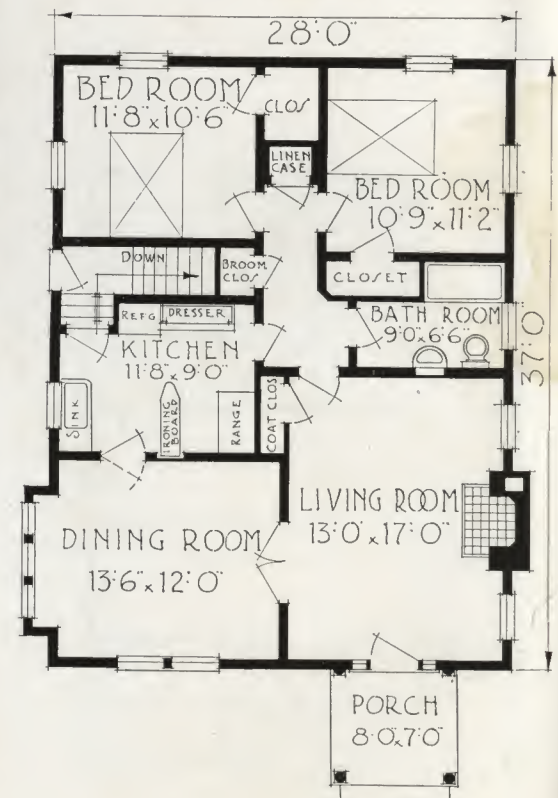 28'0"
BED ROOM
11'8"x10'6"
CLOS
LINEN
CASE
BED ROOM
10'9"x11'2"
DOWN
BROOM
CLOS
CLOSET
REFG
DRESSER
BATH ROOM
9'0"x6'6"
KITCHEN
11'8"x9'0"
37'0"
SINK
IRONING
BOARD
RANGE
COAT CLOS
LIVING ROOM
13'0"x17'0"
DINING ROOM
13'6"x12'0"
PORCH
8'0"x7'0"